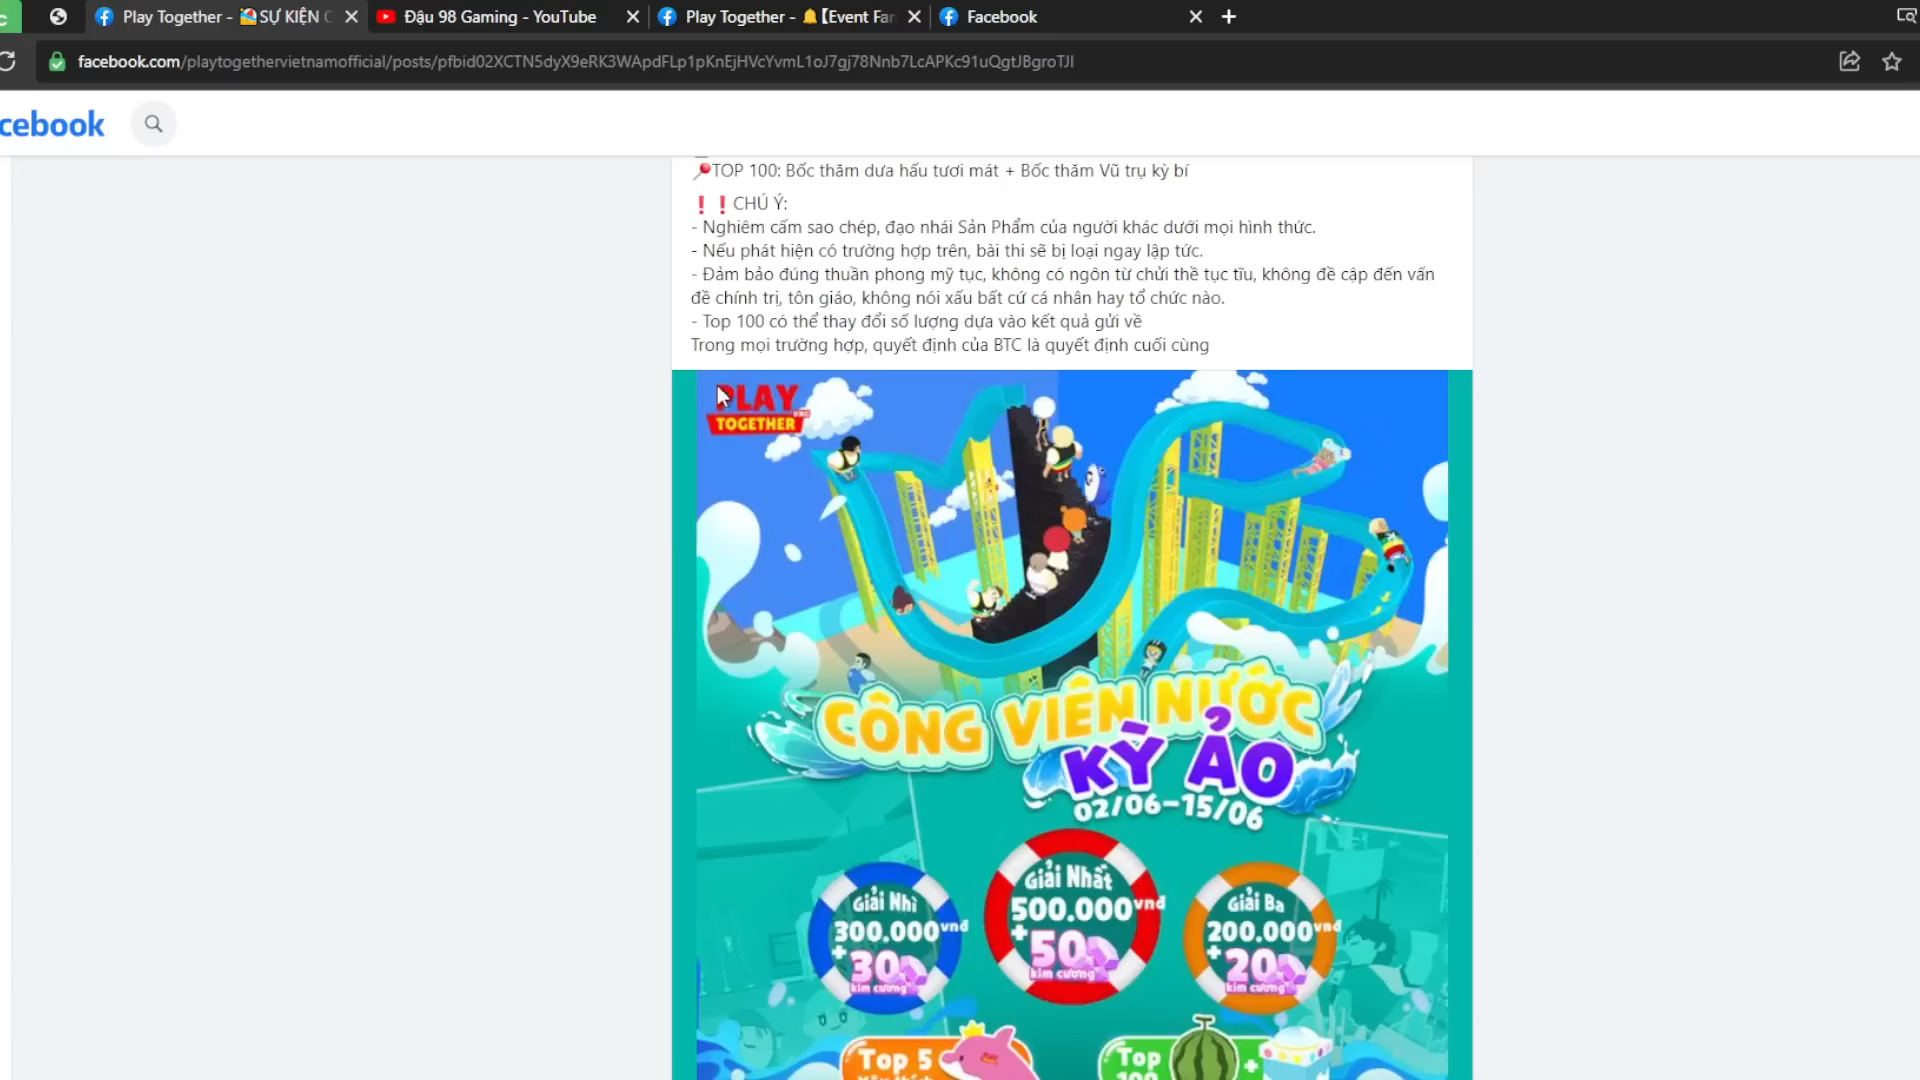 Play Together - 🏖️SỰ KIỆN C
Đậu 98 Gaming - YouTube
Play Together - 🔔【Event Fan
Facebook
facebook.com/playtogethervietnamofficial/posts/pfbid02XCTN5dyX9eRK3WApdFLp1pKnEjHVcYvmL1oJ7gj78Nnb7LcAPKc91uQgtJBgroTJl
cebook
📍TOP 100: Bốc thăm dưa hấu tươi mát + Bốc thăm Vũ trụ kỳ bí
❗❗CHÚ Ý:
- Nghiêm cấm sao chép, đạo nhái Sản Phẩm của người khác dưới mọi hình thức.
- Nếu phát hiện có trường hợp trên, bài thi sẽ bị loại ngay lập tức.
- Đảm bảo đúng thuần phong mỹ tục, không có ngôn từ chửi thề tục tĩu, không đề cập đến vấn
đề chính trị, tôn giáo, không nói xấu bất cứ cá nhân hay tổ chức nào.
- Top 100 có thể thay đổi số lượng dựa vào kết quả gửi về
Trong mọi trường hợp, quyết định của BTC là quyết định cuối cùng
PLAY
TOGETHER VNG
CÔNG VIÊN NƯỚC
KỲ ẢO
02/06-15/06
Giải Nhất
500.000vnđ
+50
kim cương
Giải Nhì
300.000vnđ
+30
kim cương
Giải Ba
200.000vnđ
+20
kim cương
Top 5
Top
100
+